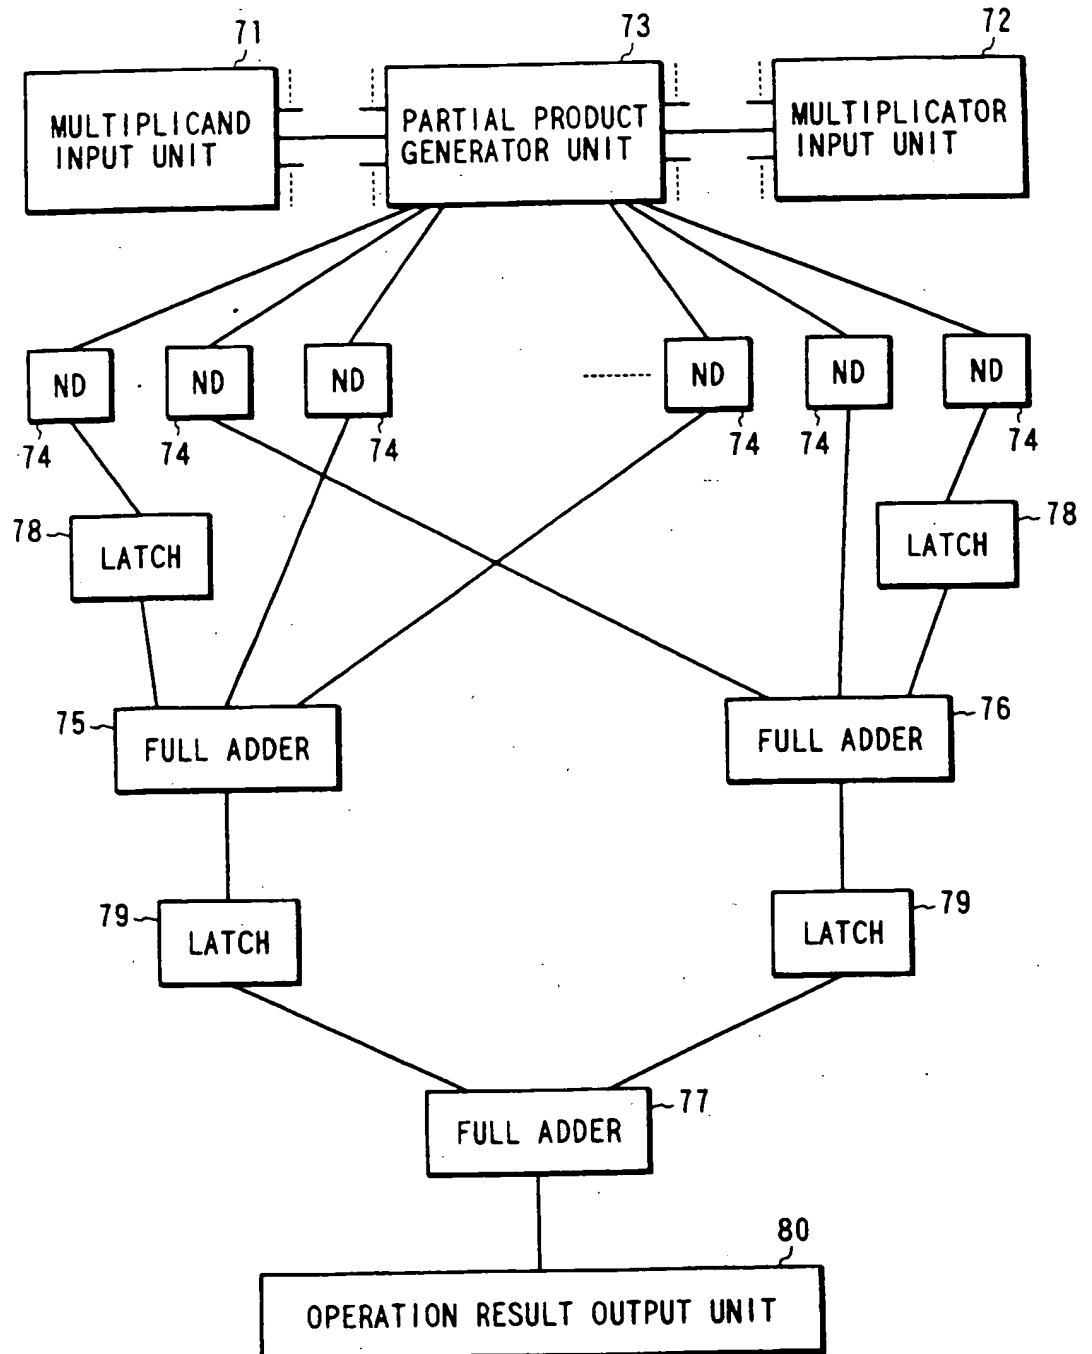 71
73
72
MULTIPLICAND
INPUT UNIT
PARTIAL PRODUCT
GENERATOR UNIT
MULTIPLICATOR
INPUT UNIT
ND
ND
ND
ND
ND
ND
74
74
74
74
74
74
78
LATCH
LATCH
78
75
FULL ADDER
FULL ADDER
76
79
LATCH
LATCH
79
FULL ADDER
77
80
OPERATION RESULT OUTPUT UNIT